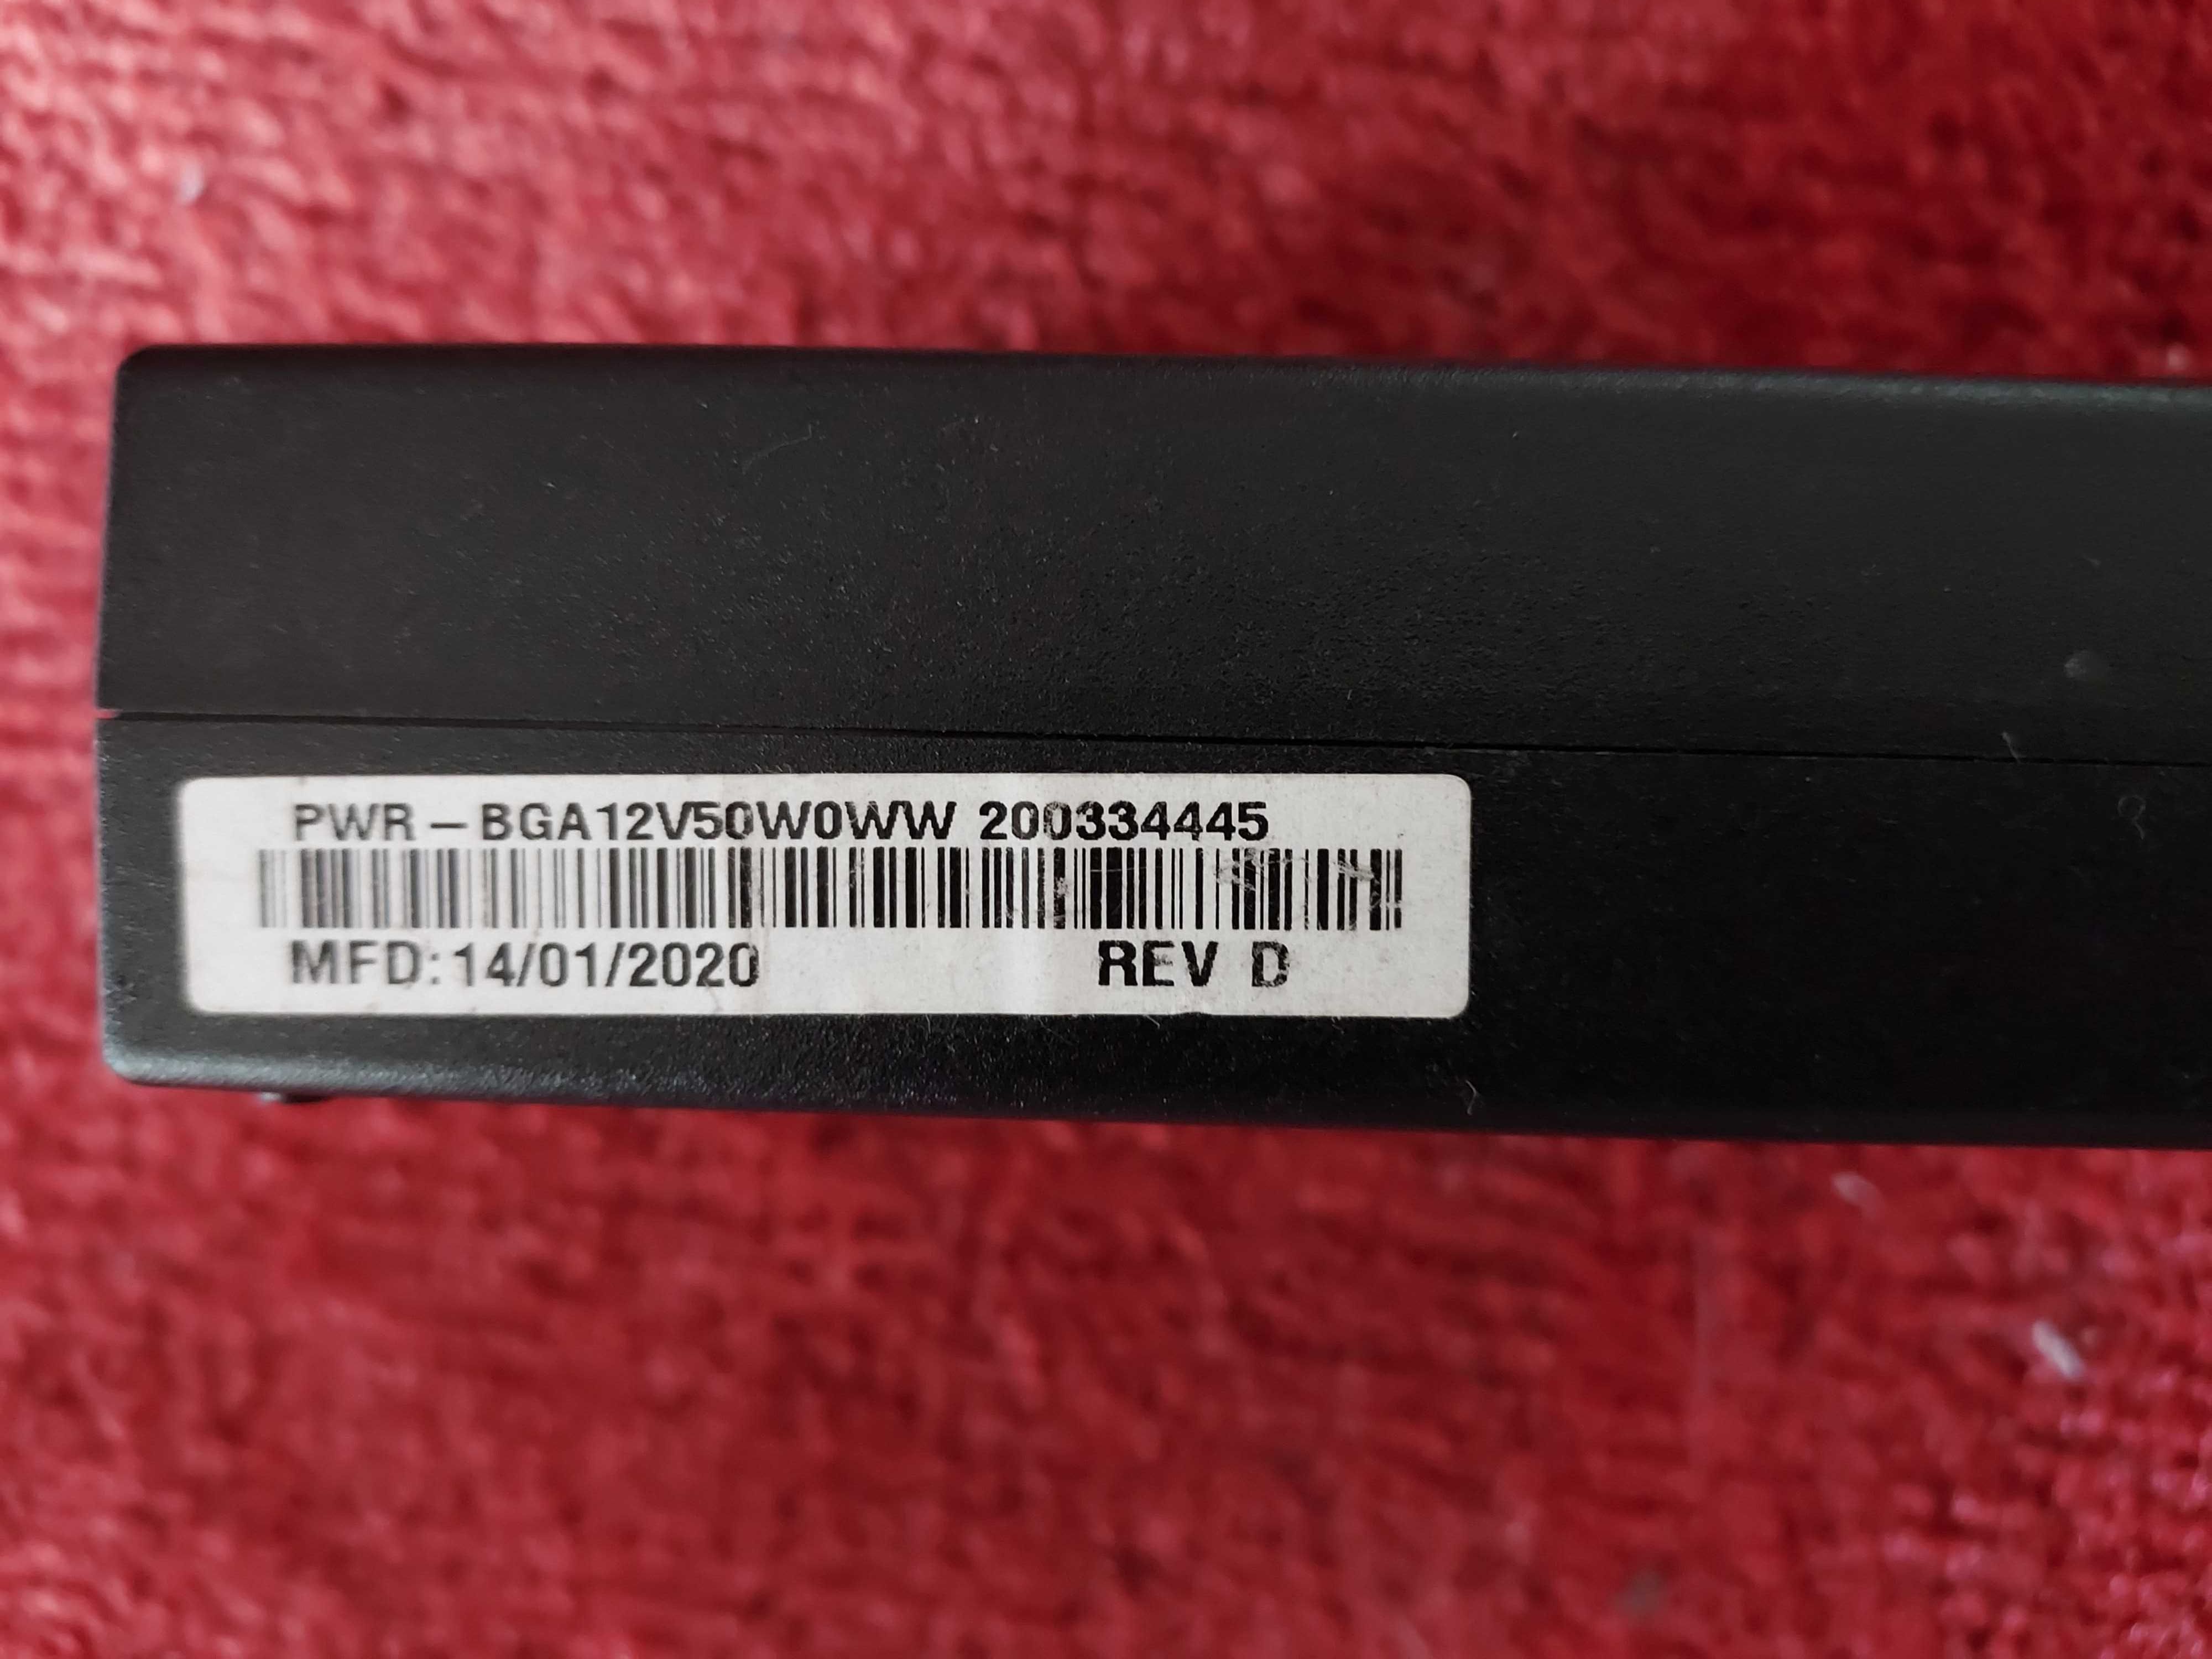 PWR-BGA12V50W0WW 200334445
MFD:14/01/2020 REV D